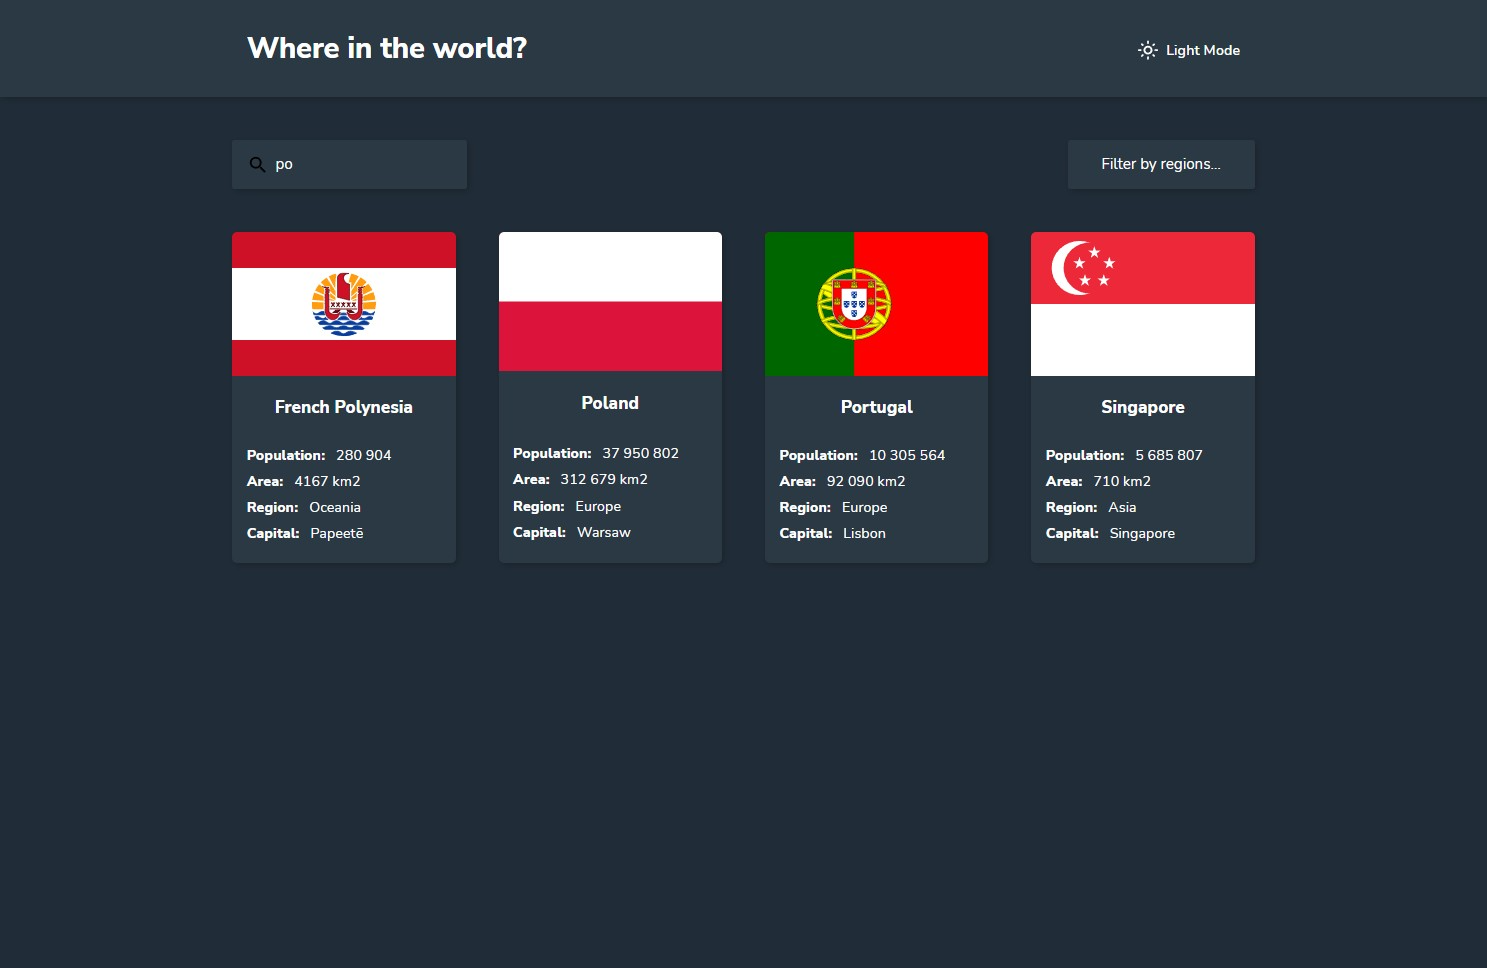 Where in the world?
Light Mode
po
Filter by regions...
French Polynesia
Population: 280 904
Area: 4167 km2
Region: Oceania
Capital: Papeetē
Poland
Population: 37 950 802
Area: 312 679 km2
Region: Europe
Capital: Warsaw
Portugal
Population: 10 305 564
Area: 92 090 km2
Region: Europe
Capital: Lisbon
Singapore
Population: 5 685 807
Area: 710 km2
Region: Asia
Capital: Singapore